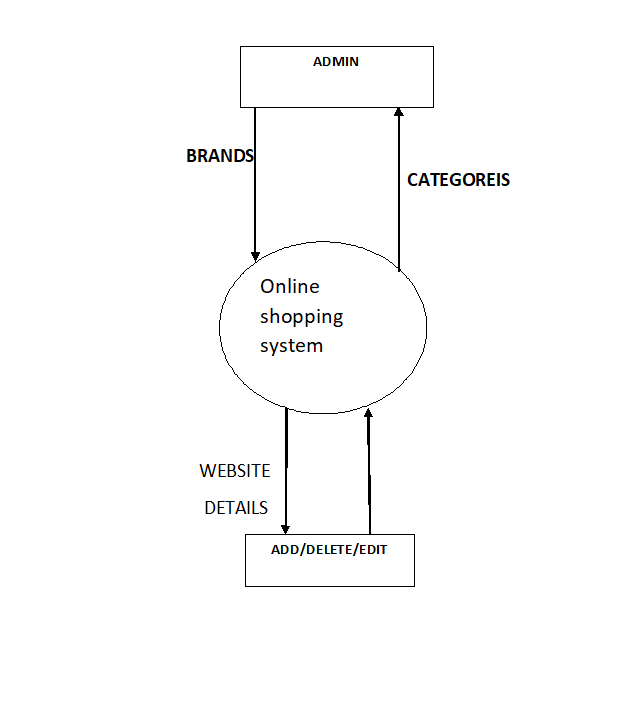 ADMIN
BRANDS
CATEGOREIS
Online
shopping
system
WEBSITE
DETAILS
ADD/DELETE/EDIT